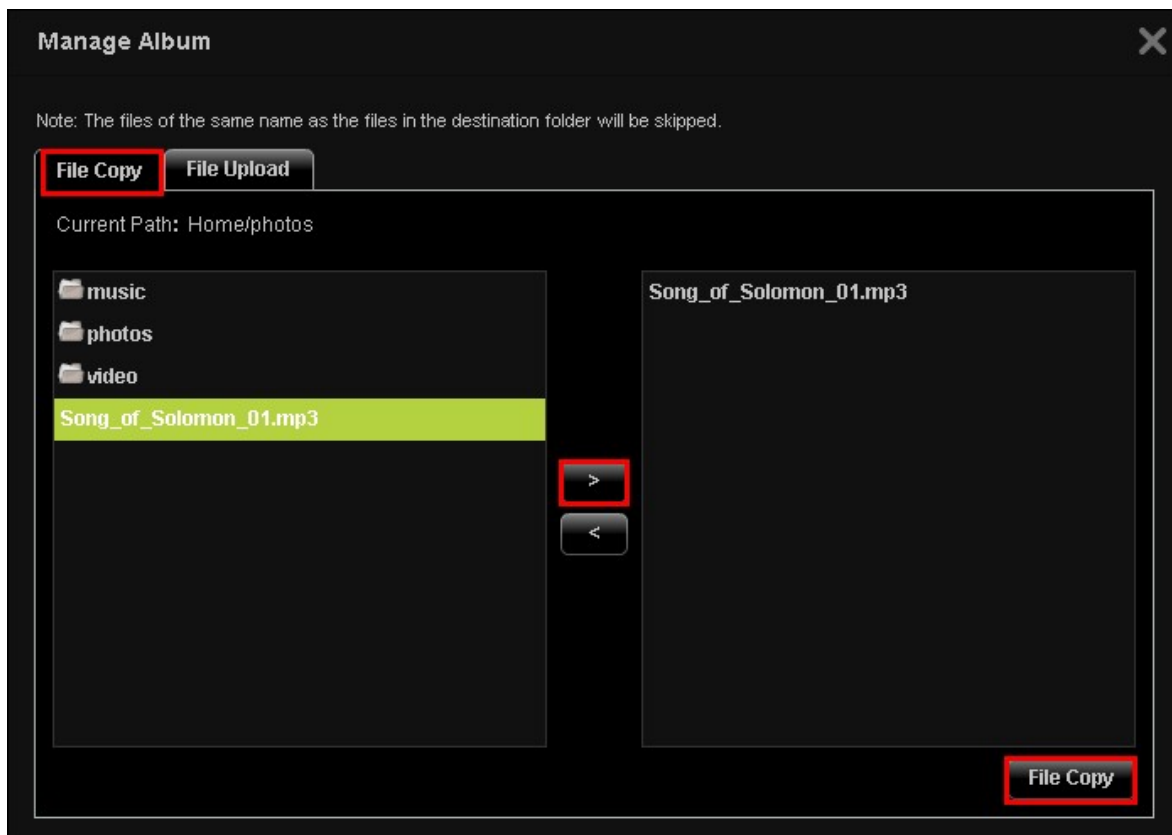 Manage Album
Note: The files of the same name as the files in the destination folder will be skipped.
File Copy File Upload
Current Path: Home/photos
music
photos
video
Song_of_Solomon_01.mp3
Song_of_Solomon_01.mp3
>
<
File Copy